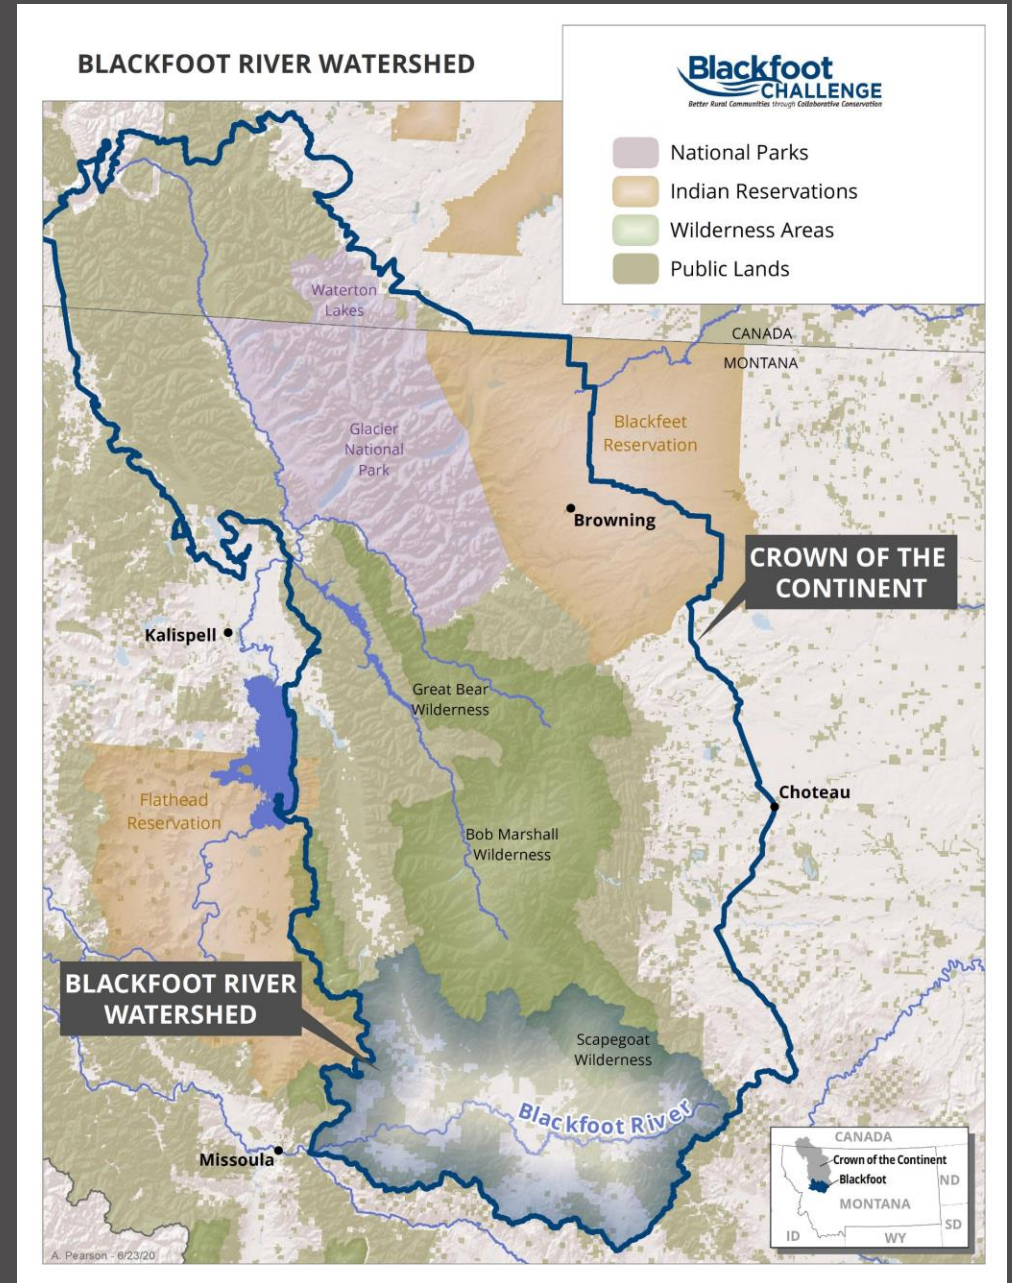 BLACKFOOT RIVER WATERSHED
Blackfoot
CHALLENGE
Better Rural Communities through Collaborative Conservation
National Parks
Indian Reservations
Wilderness Areas
Public Lands
Waterton
Lakes
CANADA
MONTANA
Glacier
National
Park
Blackfeet
Reservation
Browning
CROWN OF THE
CONTINENT
Kalispell
Great Bear
Wilderness
Choteau
Flathead
Reservation
Bob Marshall
Wilderness
BLACKFOOT RIVER
WATERSHED
Scapegoat
Wilderness
Blackfoot River
Missoula
CANADA
Crown of the Continent
Blackfoot
ND
MONTANA
SD
ID
WY
A. Pearson - 6/23/20